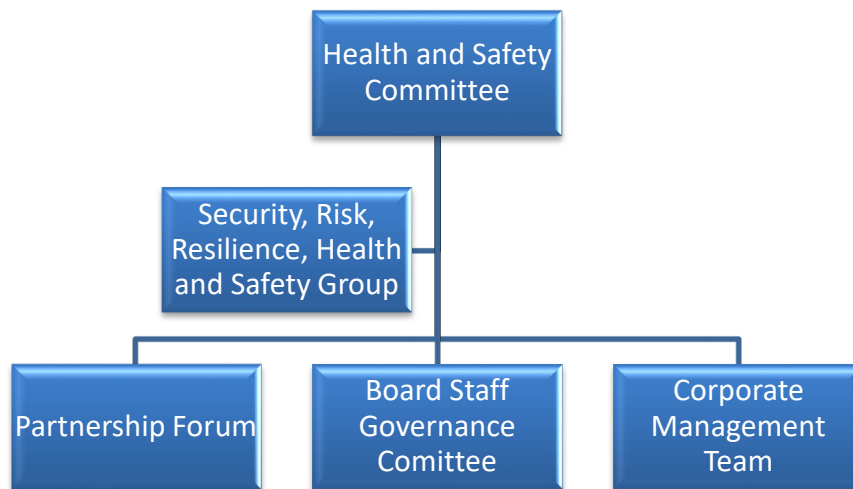 Health and Safety
Committee
Security, Risk,
Resilience, Health
and Safety Group
Partnership Forum
Board Staff
Governance
Comittee
Corporate
Management
Team